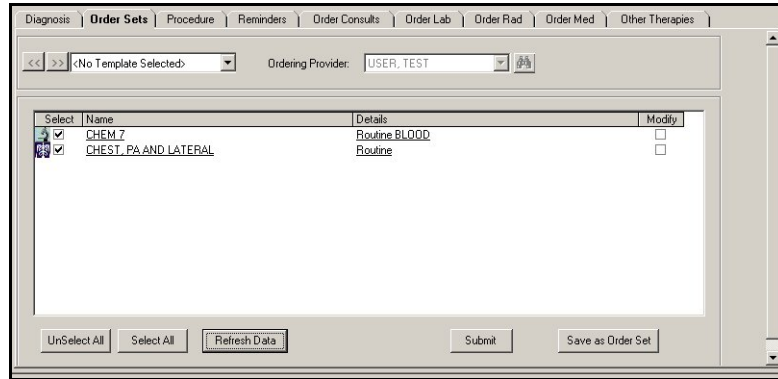 Diagnosis Order Sets Procedure Reminders Order Consults Order Lab Order Rad Order Med Other Therapies
<< >> <No Template Selected> Ordering Provider: USER, TEST
Select Name Details Modify
CHEM 7 Routine BLOOD
CHEST, PA AND LATERAL Routine
UnSelect All Select All Refresh Data Submit Save as Order Set